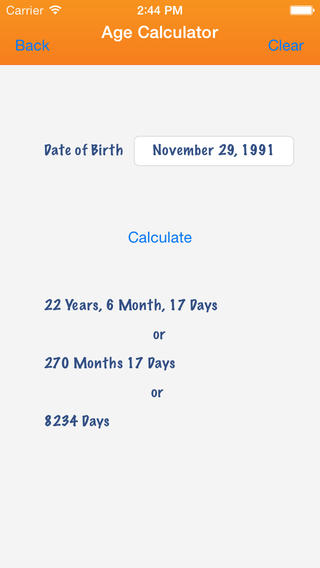 Carrier 2:44 PM
Back Age Calculator Clear
Date of Birth November 29, 1991
Calculate
22 Years, 6 Month, 17 Days
or
270 Months 17 Days
or
8234 Days